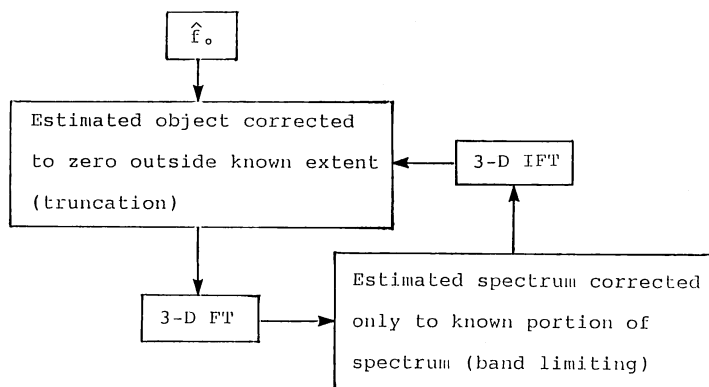 f̂₀
Estimated object corrected
to zero outside known extent
(truncation)
3-D IFT
3-D FT
Estimated spectrum corrected
only to known portion of
spectrum (band limiting)